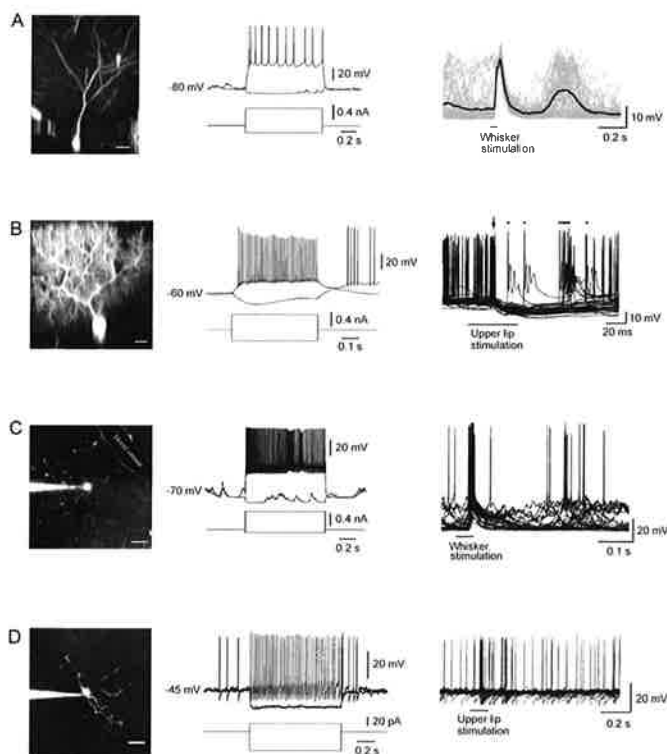 A
-80 mV
20 mV
0.4 nA
0.2 s
Whisker
stimulation
10 mV
0.2 s
B
-60 mV
20 mV
0.4 nA
0.1 s
Upper lip
stimulation
10 mV
20 ms
C
-70 mV
20 mV
0.4 nA
0.2 s
Whisker
stimulation
20 mV
0.1 s
D
-45 mV
20 mV
20 pA
0.2 s
Upper lip
stimulation
20 mV
0.2 s